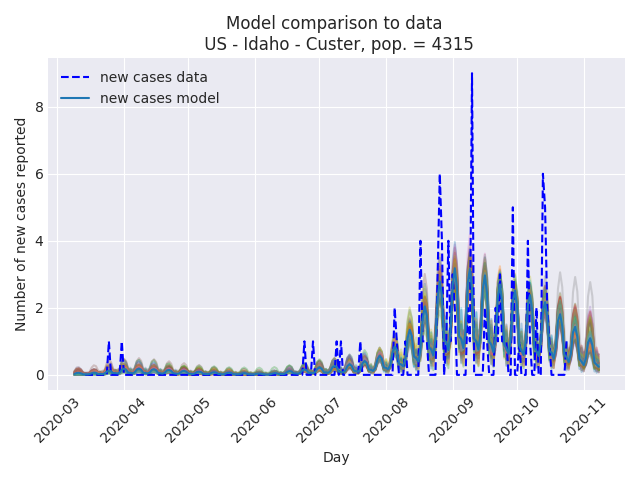 Model comparison to data
US - Idaho - Custer, pop. = 4315
new cases data
new cases model
Number of new cases reported
8
6
4
2
0
2020-03
2020-04
2020-05
2020-06
2020-07
2020-08
2020-09
2020-10
2020-11
Day